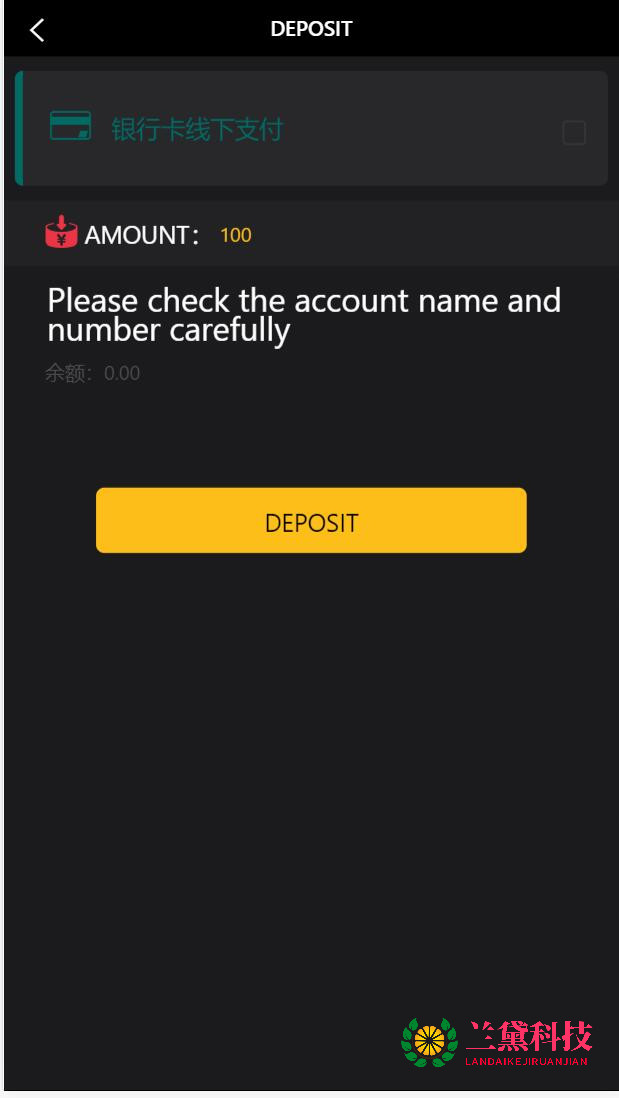 DEPOSIT
银行卡线下支付
AMOUNT： 100
Please check the account name and
number carefully
余额：0.00
DEPOSIT
兰黛科技
LANDAIKEJIRUANJIAN